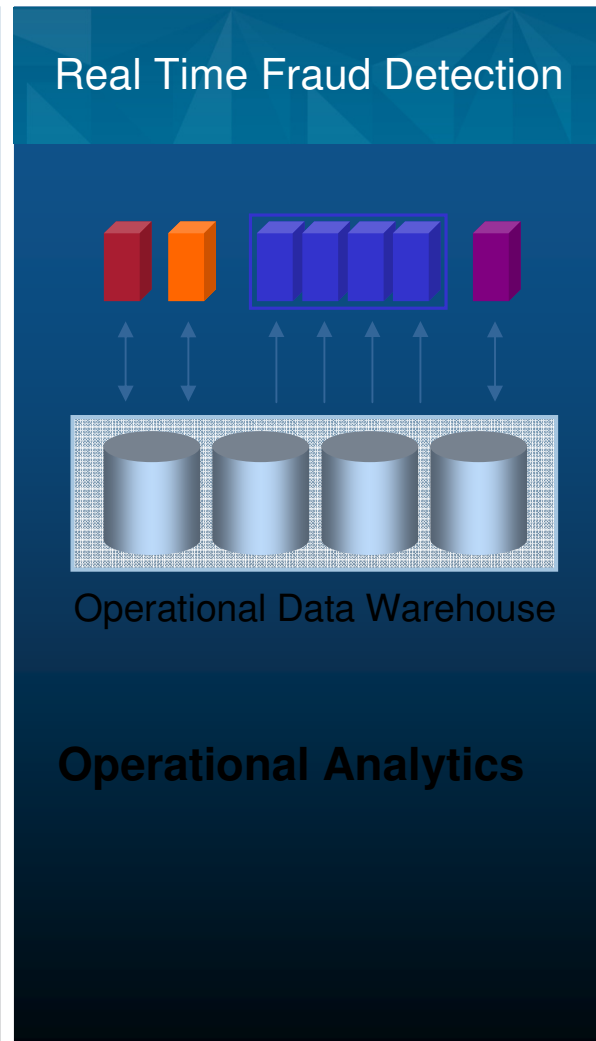 Real Time Fraud Detection
Operational Data Warehouse
Operational Analytics